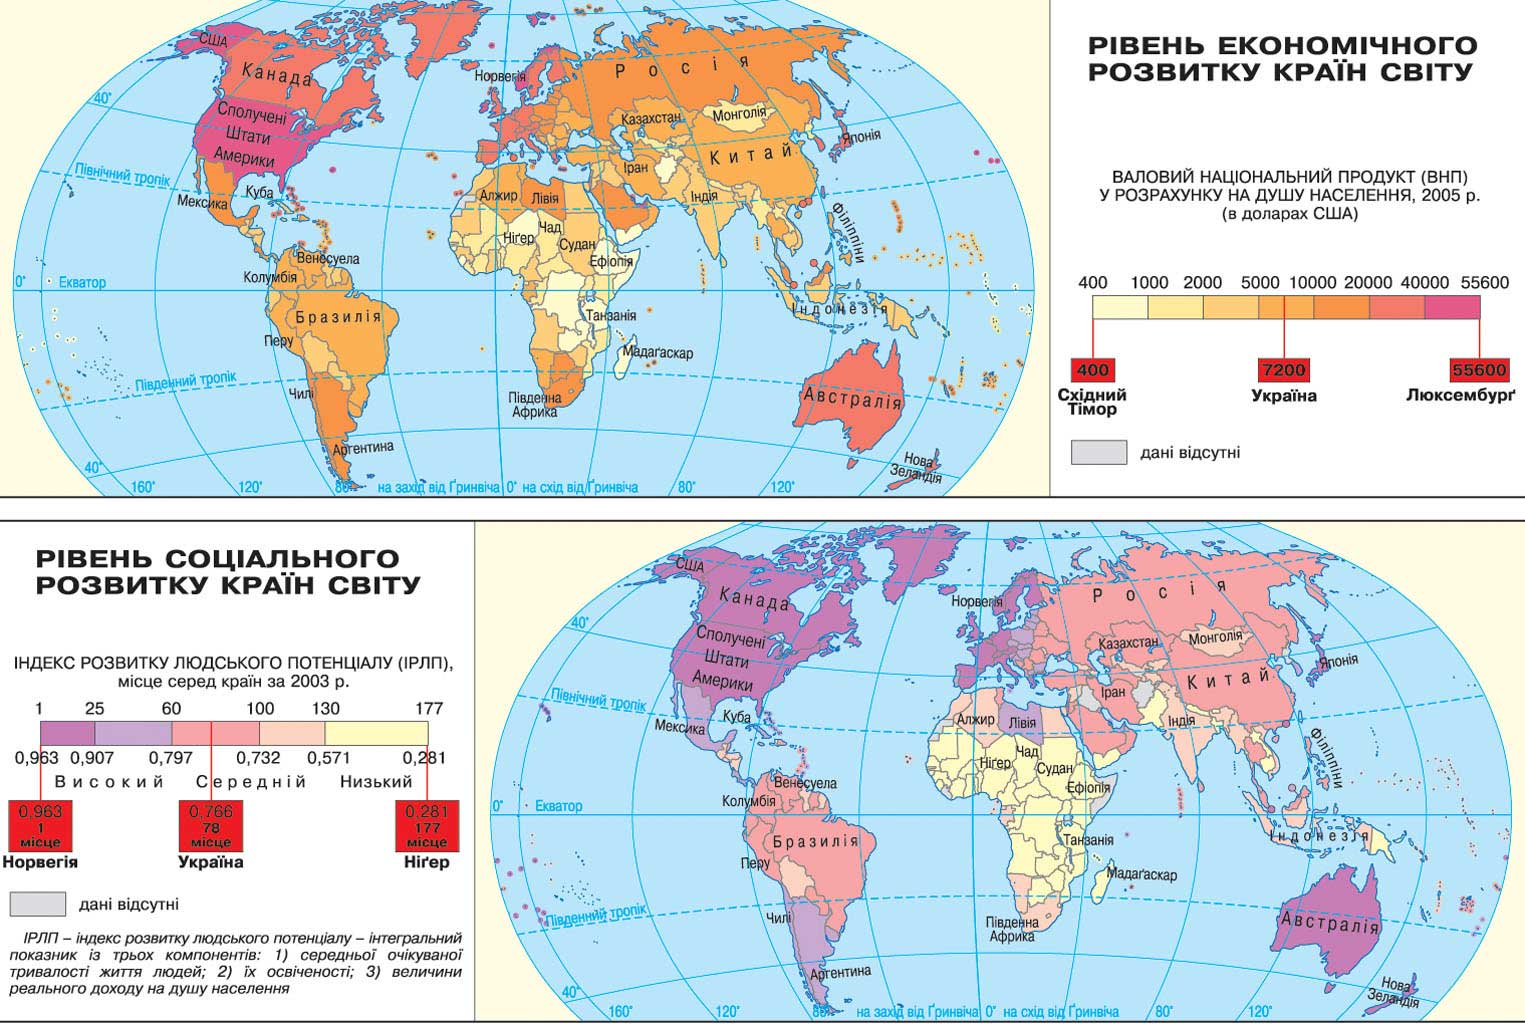 РІВЕНЬ ЕКОНОМІЧНОГО
РОЗВИТКУ КРАЇН СВІТУ
ВАЛОВИЙ НАЦІОНАЛЬНИЙ ПРОДУКТ (ВНП)
У РОЗРАХУНКУ НА ДУШУ НАСЕЛЕННЯ, 2005 р.
(в доларах США)
400 1000 2000 5000 10000 20000 40000 55600
400 7200 55600
Східний
Тімор
Україна
Люксембурґ
дані відсутні
США
Канада
Сполучені
Штати
Америки
Мексика
Куба
Венесуела
Колумбія
Бразилія
Перу
Чилі
Аргентина
Норвегія
Росія
Казахстан
Монголія
Китай
Японія
Іран
Індія
Філіппіни
Індонезія
Алжир
Лівія
Нігер
Чад
Судан
Ефіопія
Танзанія
Мадаґаскар
Південна
Африка
Австралія
Нова
Зеландія
40°
Північний тропік
0° Екватор
Південний тропік
40°
160° 120° 80° на захід від Ґринвіча 0° на схід від Ґринвіча 80° 120°
РІВЕНЬ СОЦІАЛЬНОГО
РОЗВИТКУ КРАЇН СВІТУ
ІНДЕКС РОЗВИТКУ ЛЮДСЬКОГО ПОТЕНЦІАЛУ (ІРЛП),
місце серед країн за 2003 р.
1 25 60 100 130 177
0,963 0,907 0,797 0,732 0,571 0,281
Високий Середній Низький
0,963
1
місце
Норвегія
0,766
78
місце
Україна
0,281
177
місце
Ніґер
дані відсутні
ІРЛП – індекс розвитку людського потенціалу – інтегральний
показник із трьох компонентів: 1) середньої очікуваної
тривалості життя людей; 2) їх освіченості; 3) величини
реального доходу на душу населення
США
Канада
Сполучені
Штати
Америки
Мексика
Куба
Венесуела
Колумбія
Бразилія
Перу
Чилі
Аргентина
Норвегія
Росія
Казахстан
Монголія
Китай
Японія
Іран
Індія
Філіппіни
Індонезія
Алжир
Лівія
Нігер
Чад
Судан
Ефіопія
Танзанія
Мадаґаскар
Південна
Африка
Австралія
Нова
Зеландія
40°
Північний тропік
0° Екватор
Південний тропік
40°
160° 120° 80° на захід від Ґринвіча 0° на схід від Ґринвіча 80° 120°